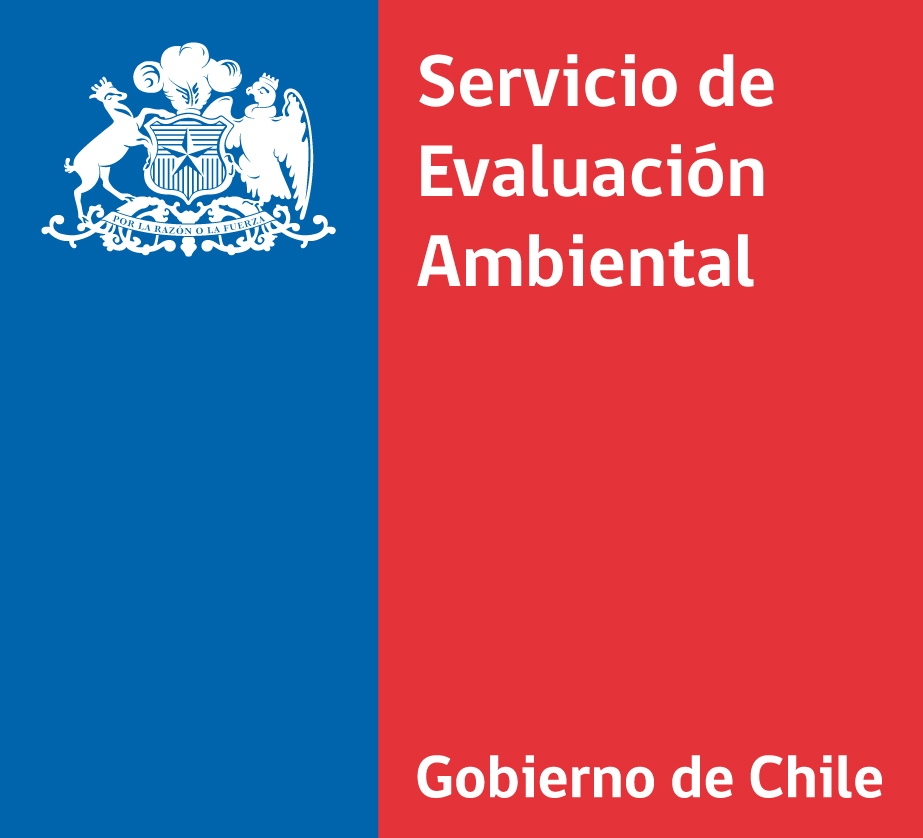 POR LA RAZÓN O LA FUERZA
Servicio de
Evaluación
Ambiental
Gobierno de Chile